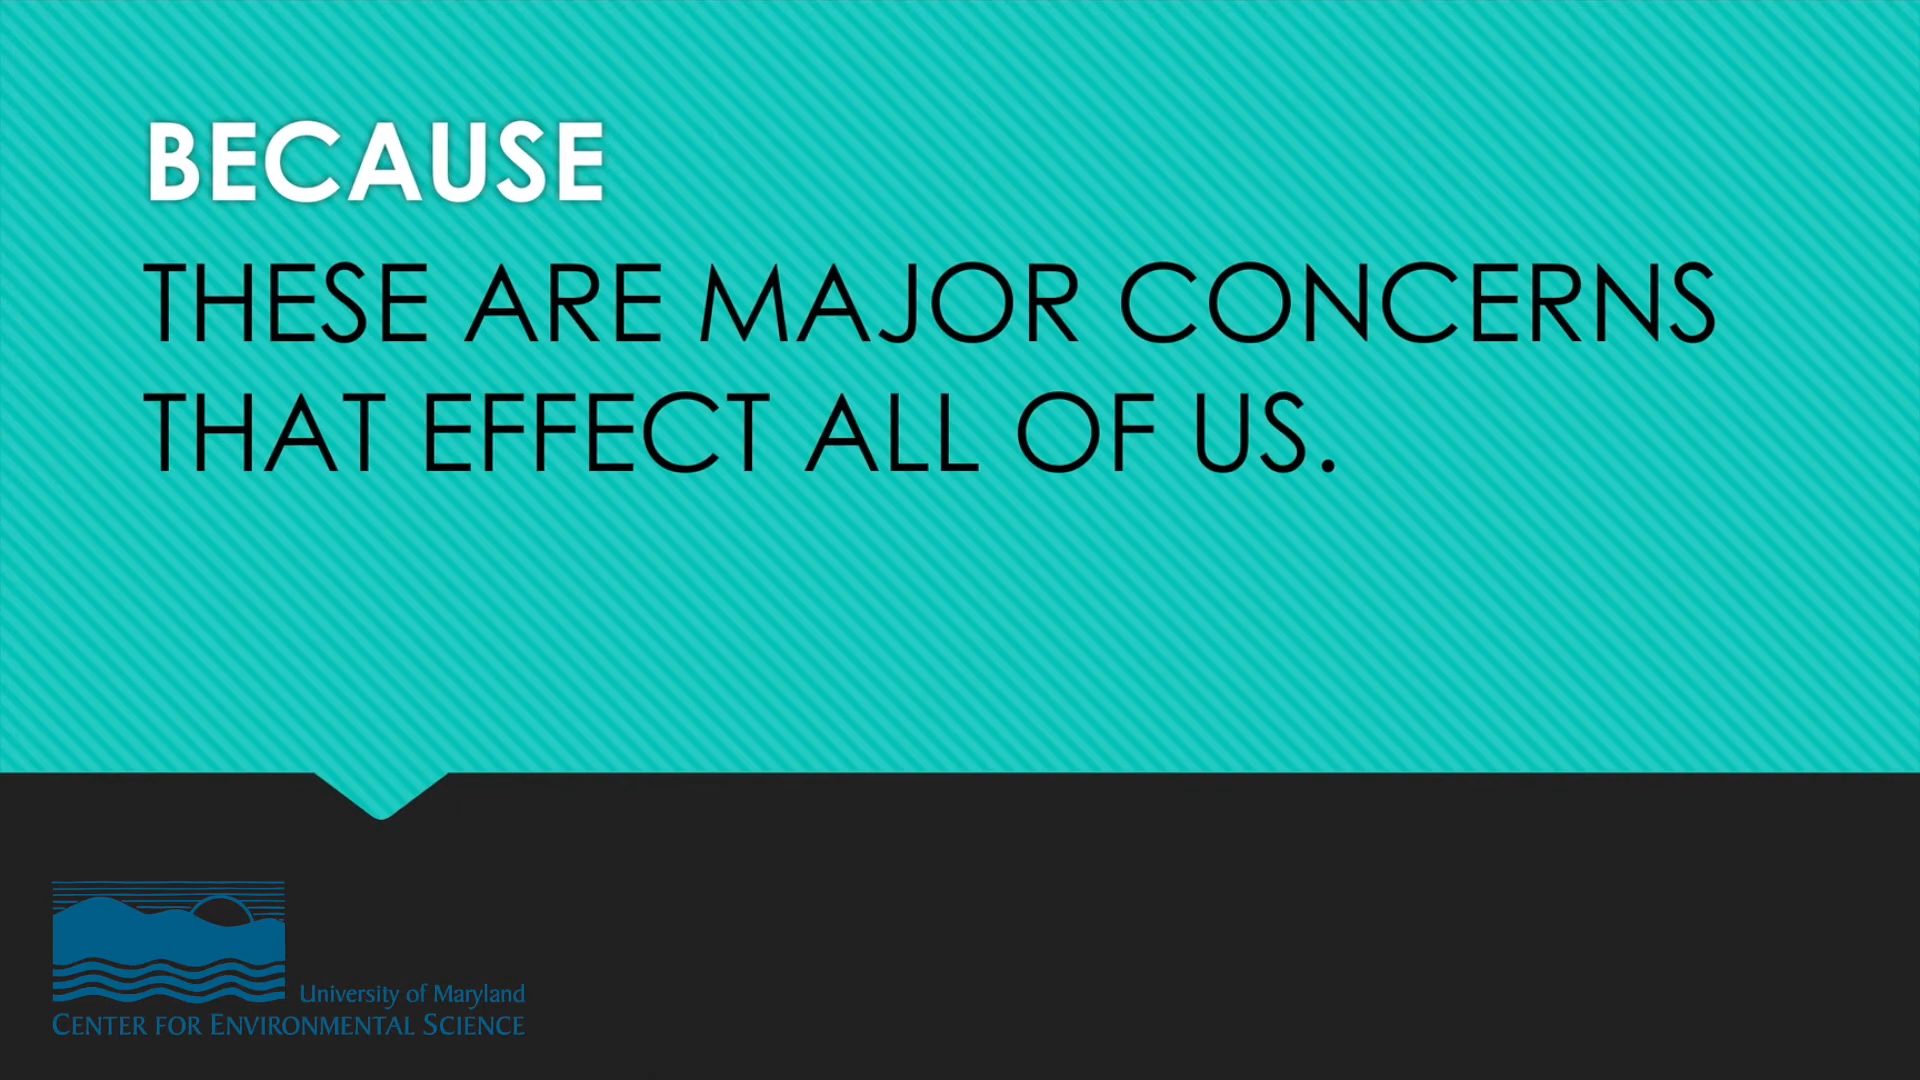 BECAUSE
THESE ARE MAJOR CONCERNS
THAT EFFECT ALL OF US.
University of Maryland
CENTER FOR ENVIRONMENTAL SCIENCE